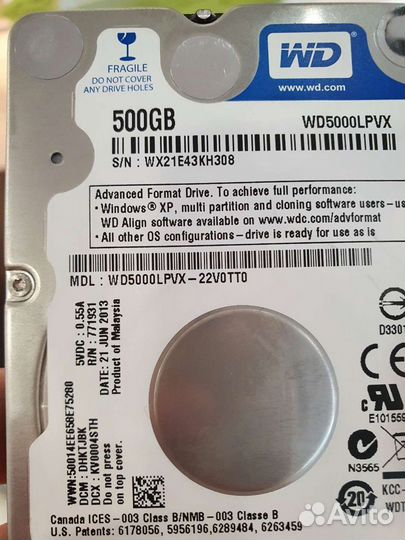 FRAGILE
DO NOT COVER
ANY DRIVE HOLES
WD
www.wd.com
500GB
WD5000LPVX
S/N : WX21E43KH308
Advanced Format Drive. To achieve full performance:
• Windows® XP, multi partition and cloning software users-us
WD Align software available on www.wdc.com/advformat
• All other OS configurations- drive is ready for use as is
MDL : WD5000LPVX-22V0TT0
5VDC : 0.55A
R/N : 771931
DATE: 21 JUN 2013
Product of Malaysia
WWN:50014EE658E75280
DCM : DHKTJBK
DCX : KV0004STH
Do not press
on top
D3301
E101559
N3565
20
KCC-
WDT
Canada ICES-003 Class B/NMB-003 Classe B
U.S. Patents: 6178056, 5956196,6289484, 6263459
Avito